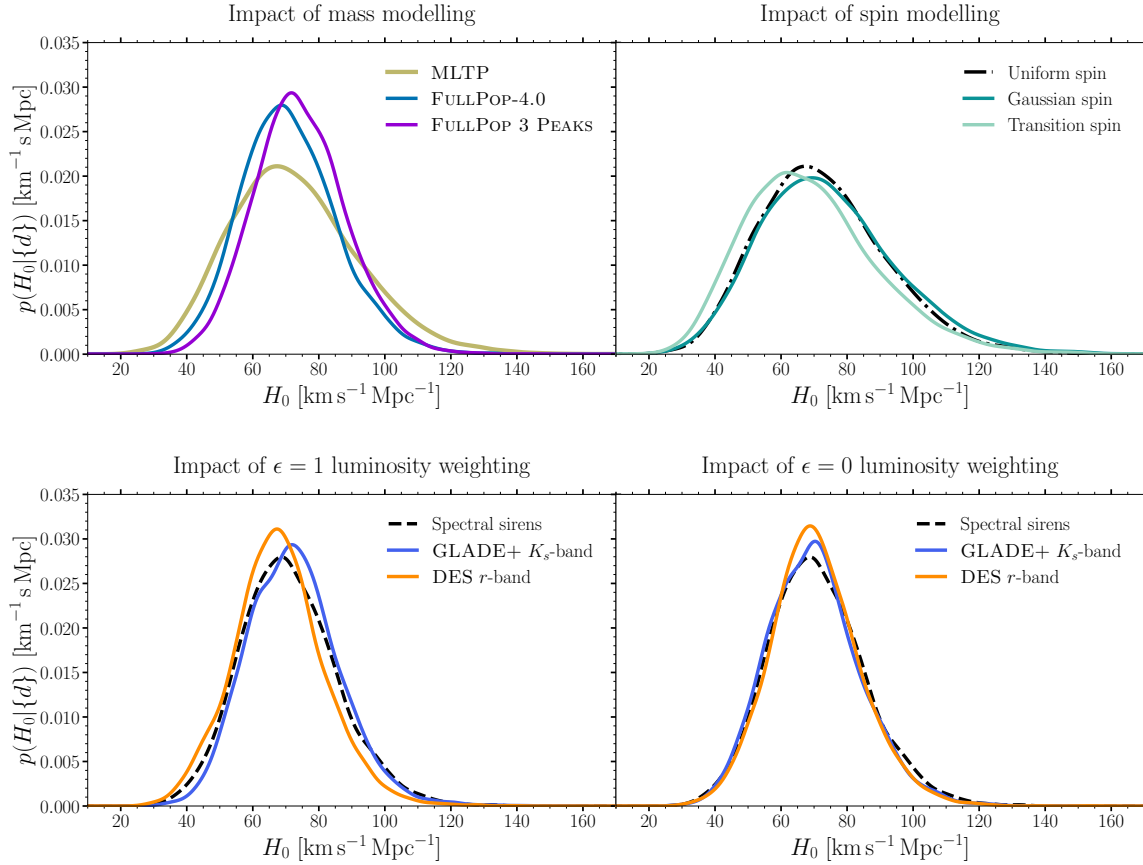 Impact of mass modelling
Impact of spin modelling
0.035
0.030
0.025
0.020
0.015
0.010
0.005
0.000
p(H₀|{d}) [km⁻¹ s Mpc]
MLTP
FullPop-4.0
FullPop 3 Peaks
Uniform spin
Gaussian spin
Transition spin
20 40 60 80 100 120 140 160
20 40 60 80 100 120 140 160
H₀ [km s⁻¹ Mpc⁻¹]
H₀ [km s⁻¹ Mpc⁻¹]
Impact of ϵ = 1 luminosity weighting
Impact of ϵ = 0 luminosity weighting
0.035
0.030
0.025
0.020
0.015
0.010
0.005
0.000
p(H₀|{d}) [km⁻¹ s Mpc]
Spectral sirens
GLADE+ Kₛ-band
DES r-band
Spectral sirens
GLADE+ Kₛ-band
DES r-band
20 40 60 80 100 120 140 160
20 40 60 80 100 120 140 160
H₀ [km s⁻¹ Mpc⁻¹]
H₀ [km s⁻¹ Mpc⁻¹]